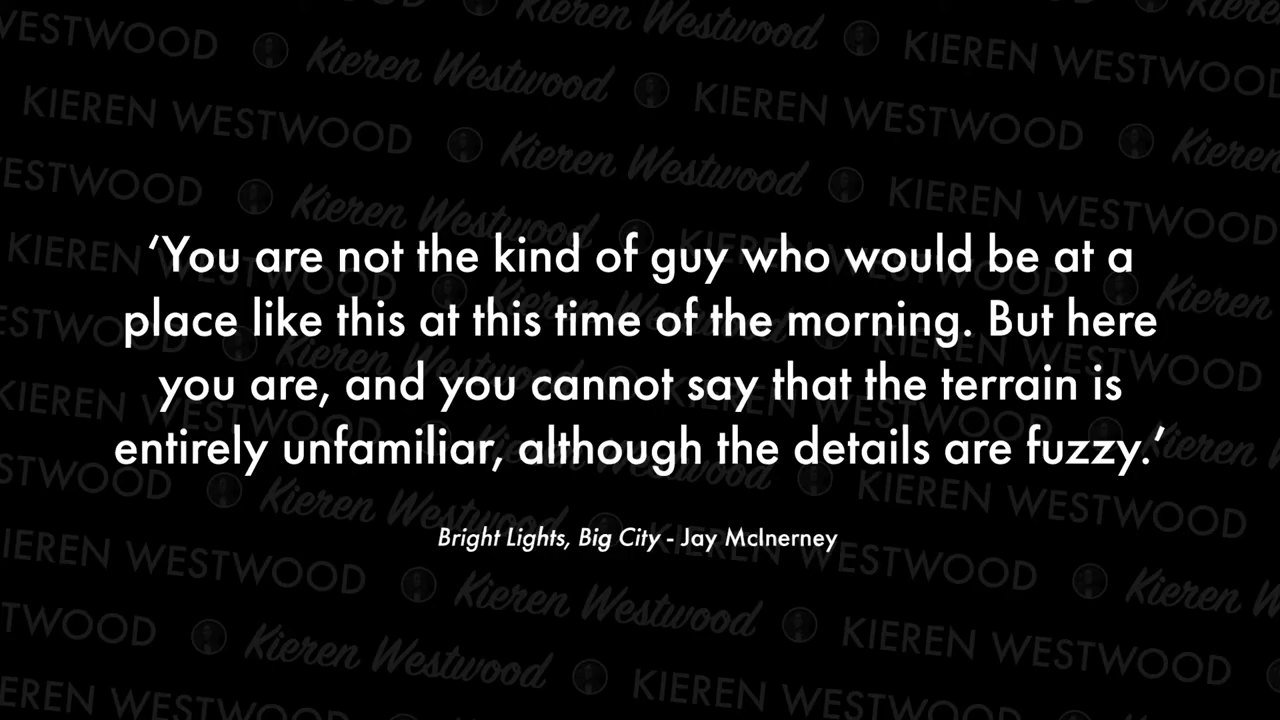 ‘You are not the kind of guy who would be at a
place like this at this time of the morning. But here
you are, and you cannot say that the terrain is
entirely unfamiliar, although the details are fuzzy.’
Bright Lights, Big City - Jay McInerney
KIEREN WESTWOOD
Kieren Westwood